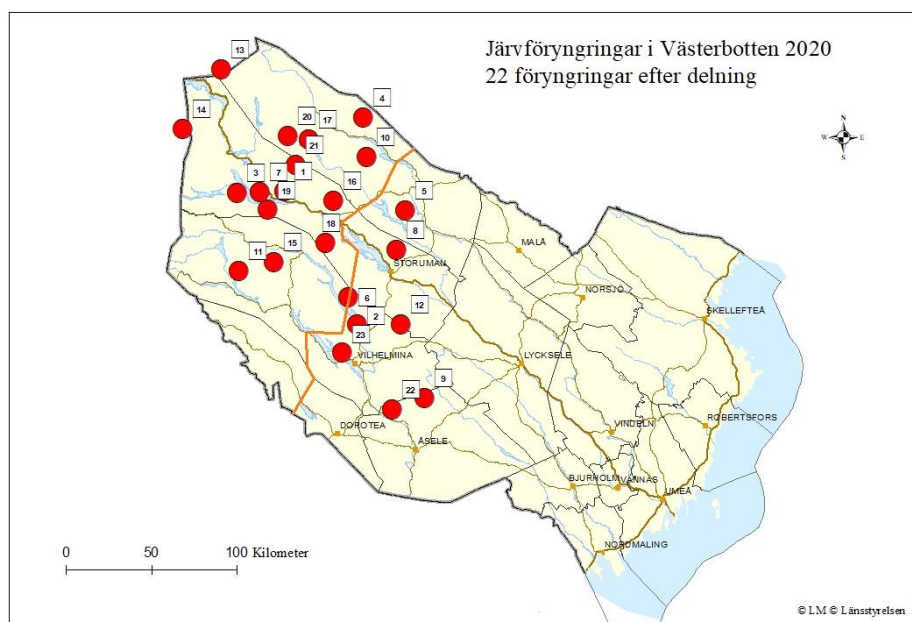 Järvföryngringar i Västerbotten 2020
22 föryngringar efter delning
13
4
14
20 17
10
21
3 7 1
16
19
5
18
8
11 15
N
W E
S
MALÅ
STORUMAN
NORSJÖ
6
12
2
SKELLEFTEÅ
23
VILHELMINA
LYCKSELE
22 9
DOROTEA
ÅSELE
VINDELN
ROBERTSFORS
BJURHOLM
VÄNNÄS
UMEÅ
NORDMALING
0 50 100 Kilometer
© LM © Länsstyrelsen